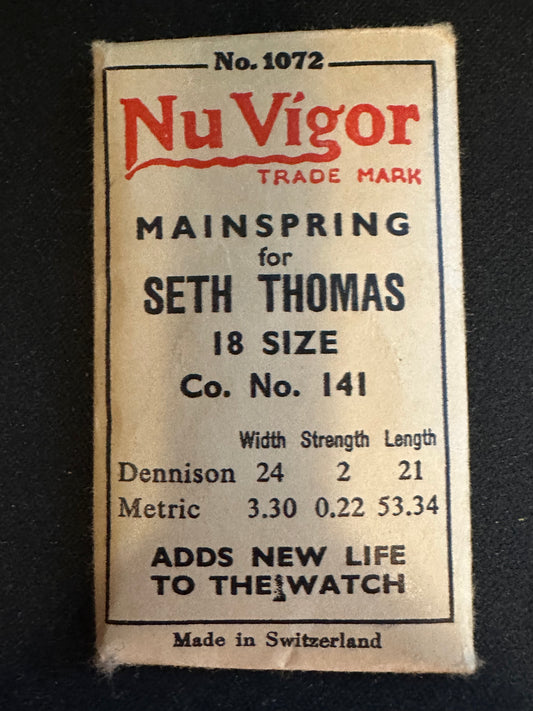 No. 1072
Nu Vigor
TRADE MARK
MAINSPRING
for
SETH THOMAS
18 SIZE
Co. No. 141
Width Strength Length
Dennison 24 2 21
Metric 3.30 0.22 53.34
ADDS NEW LIFE
TO THE WATCH
Made in Switzerland